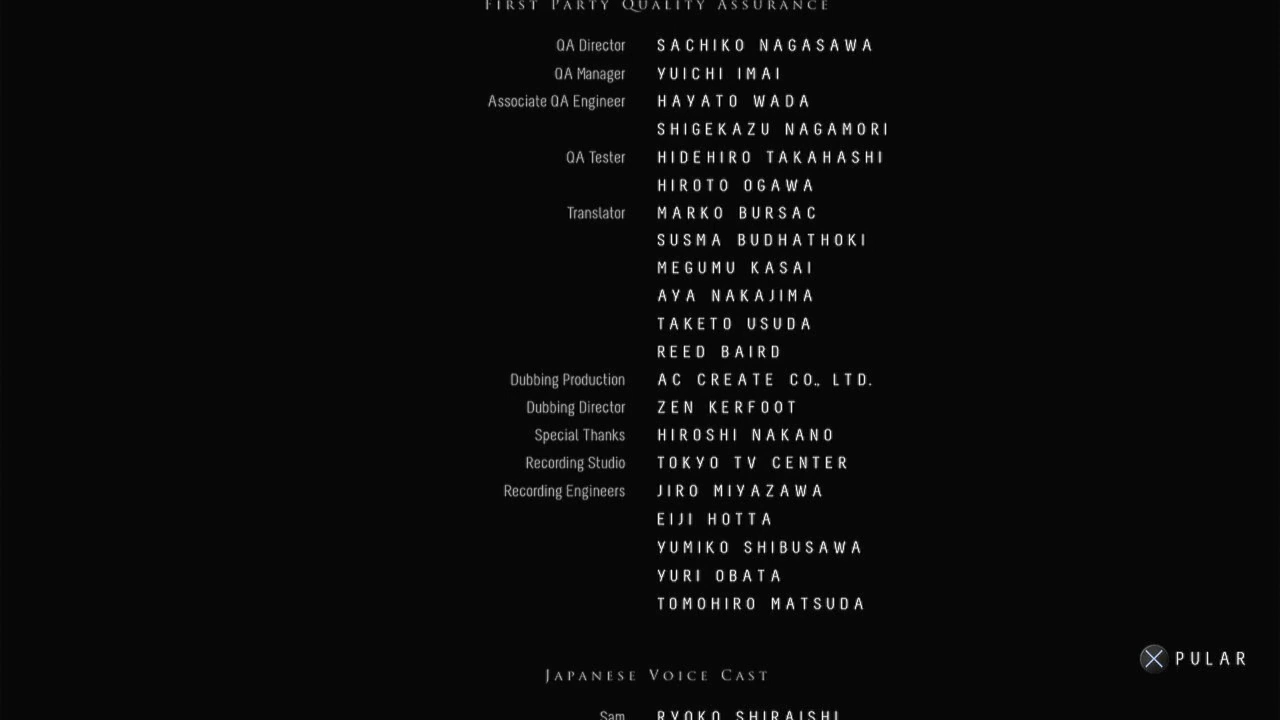 First Party Quality Assurance
QA Director SACHIKO NAGASAWA
QA Manager YUICHI IMAI
Associate QA Engineer HAYATO WADA
SHIGEKAZU NAGAMORI
QA Tester HIDEHIRO TAKAHASHI
HIROTO OGAWA
Translator MARKO BURSAC
SUSMA BUDHATHOKI
MEGUMU KASAI
AYA NAKAJIMA
TAKETO USUDA
REED BAIRD
Dubbing Production AC CREATE CO., LTD.
Dubbing Director ZEN KERFOOT
Special Thanks HIROSHI NAKANO
Recording Studio TOKYO TV CENTER
Recording Engineers JIRO MIYAZAWA
EIJI HOTTA
YUMIKO SHIBUSAWA
YURI OBATA
TOMOHIRO MATSUDA
PULAR
Japanese Voice Cast
Sam RYOKO SHIRAISHI